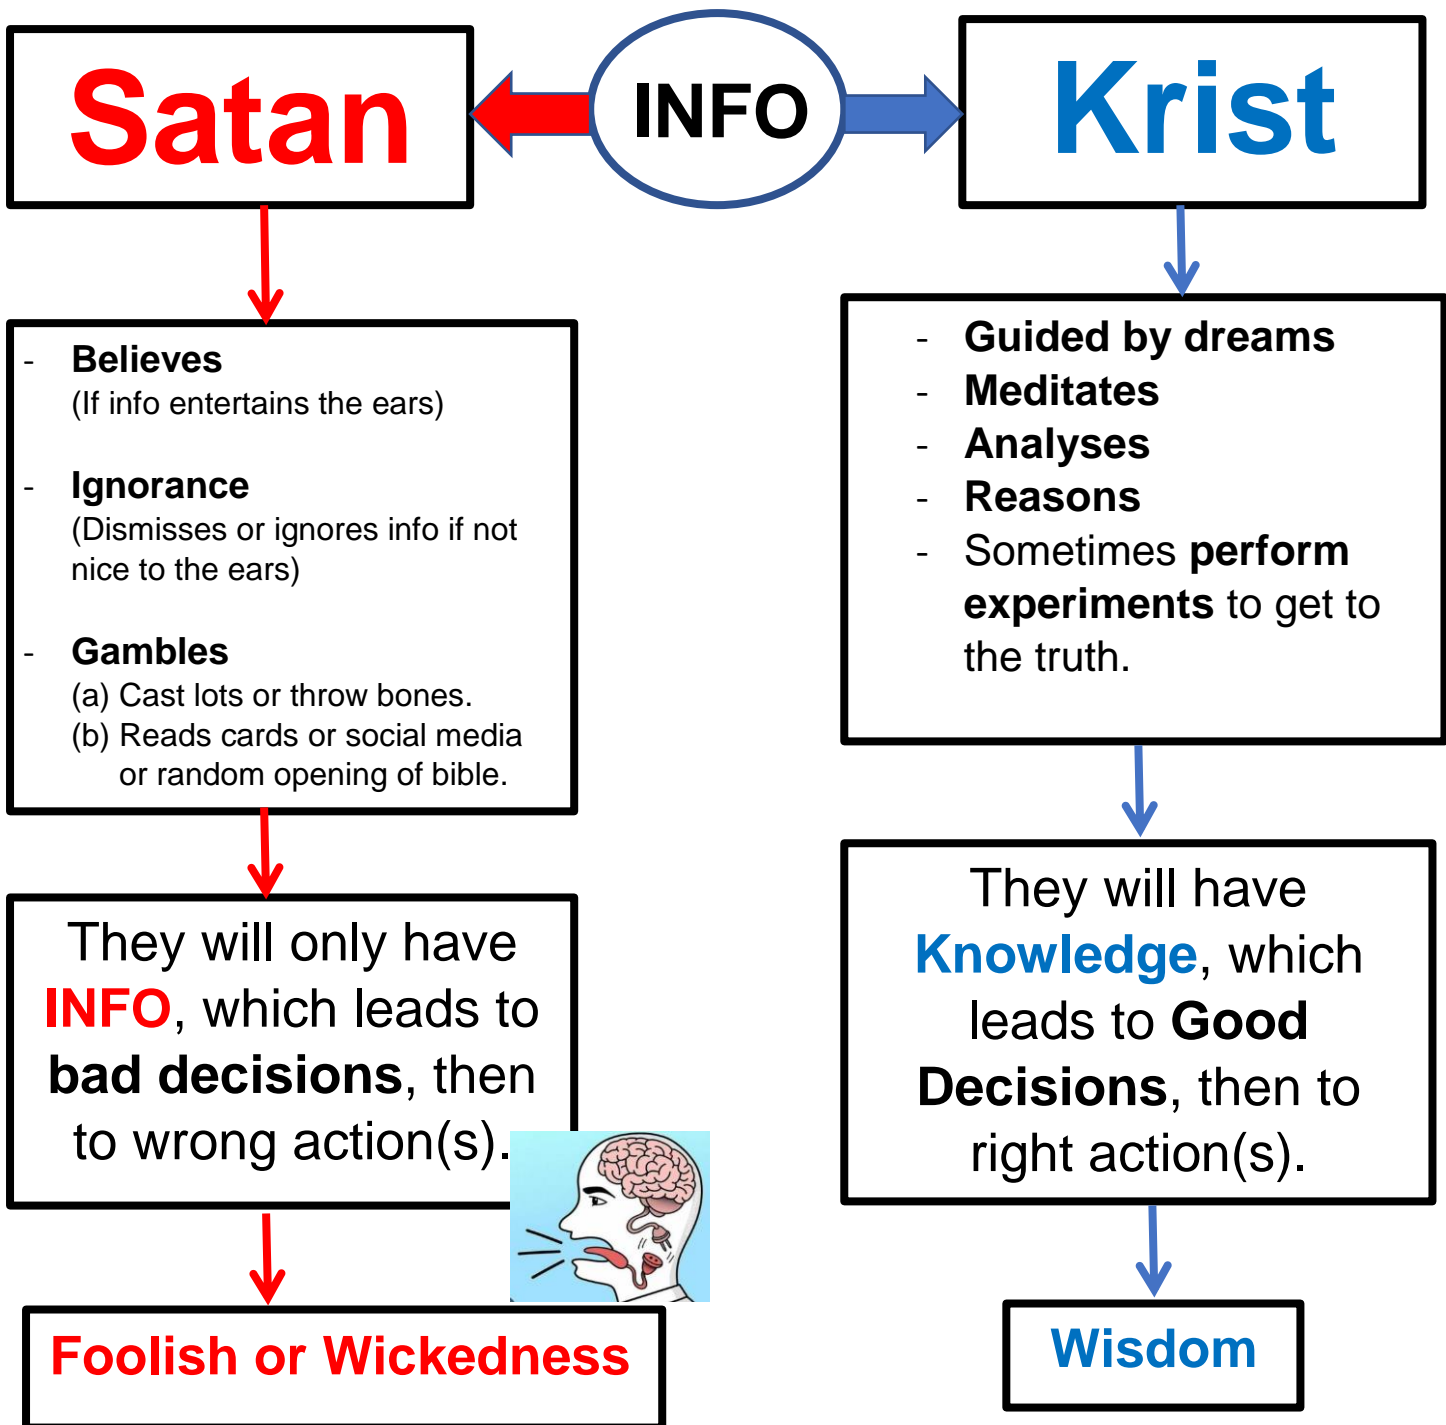 Satan
INFO
Krist
- Believes
(If info entertains the ears)
- Ignorance
(Dismisses or ignores info if not
nice to the ears)
- Gambles
(a) Cast lots or throw bones.
(b) Reads cards or social media
or random opening of bible.
They will only have
INFO, which leads to
bad decisions, then
to wrong action(s).
Foolish or Wickedness
- Guided by dreams
- Meditates
- Analyses
- Reasons
- Sometimes perform
experiments to get to
the truth.
They will have
Knowledge, which
leads to Good
Decisions, then to
right action(s).
Wisdom